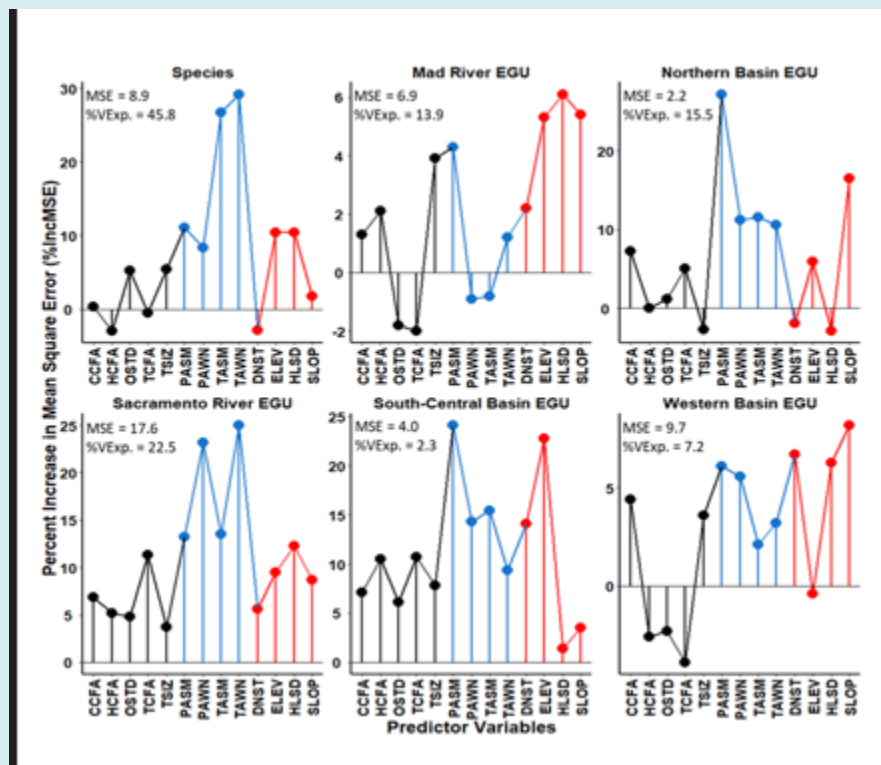 Species
MSE = 8.9
%VExp. = 45.8
30
20
10
0
CCFA
HCFA
OSTD
TCFA
TSIZ
PASM
PAWN
TASM
TAWN
DNST
ELEV
HLSD
SLOP
Mad River EGU
MSE = 6.9
%VExp. = 13.9
6
4
2
0
-2
CCFA
HCFA
OSTD
TCFA
TSIZ
PASM
PAWN
TASM
TAWN
DNST
ELEV
HLSD
SLOP
Northern Basin EGU
MSE = 2.2
%VExp. = 15.5
20
10
0
CCFA
HCFA
OSTD
TCFA
TSIZ
PASM
PAWN
TASM
TAWN
DNST
ELEV
HLSD
SLOP
Percent Increase in Mean Square Error (%IncMSE)
Sacramento River EGU
MSE = 17.6
%VExp. = 22.5
25
20
15
10
5
0
CCFA
HCFA
OSTD
TCFA
TSIZ
PASM
PAWN
TASM
TAWN
DNST
ELEV
HLSD
SLOP
South-Central Basin EGU
MSE = 4.0
%VExp. = 2.3
25
20
15
10
5
0
CCFA
HCFA
OSTD
TCFA
TSIZ
PASM
PAWN
TASM
TAWN
DNST
ELEV
HLSD
SLOP
Western Basin EGU
MSE = 9.7
%VExp. = 7.2
5
0
CCFA
HCFA
OSTD
TCFA
TSIZ
PASM
PAWN
TASM
TAWN
DNST
ELEV
HLSD
SLOP
Predictor Variables